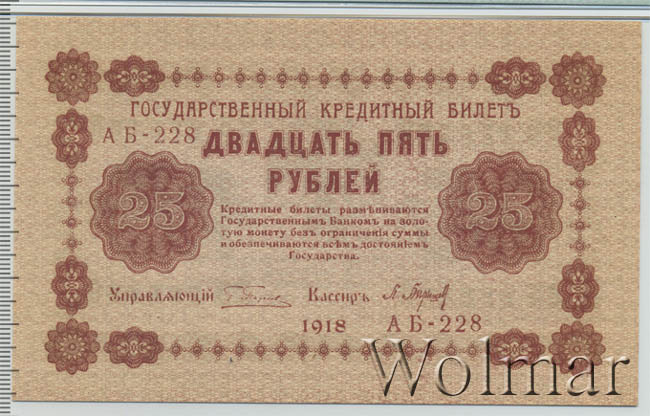 ГОСУДАРСТВЕННЫЙ КРЕДИТНЫЙ БИЛЕТЪ
АБ-228
ДВАДЦАТЬ ПЯТЬ
РУБЛЕЙ
25
25
Кредитные билеты размѣниваются
Государственнымъ Банкомъ на золо-
тую монету безъ ограниченія суммы
и обезпечиваются всѣмъ достояніемъ
Государства.
Управляющій
Кассиръ
1918 АБ-228
Wolmar